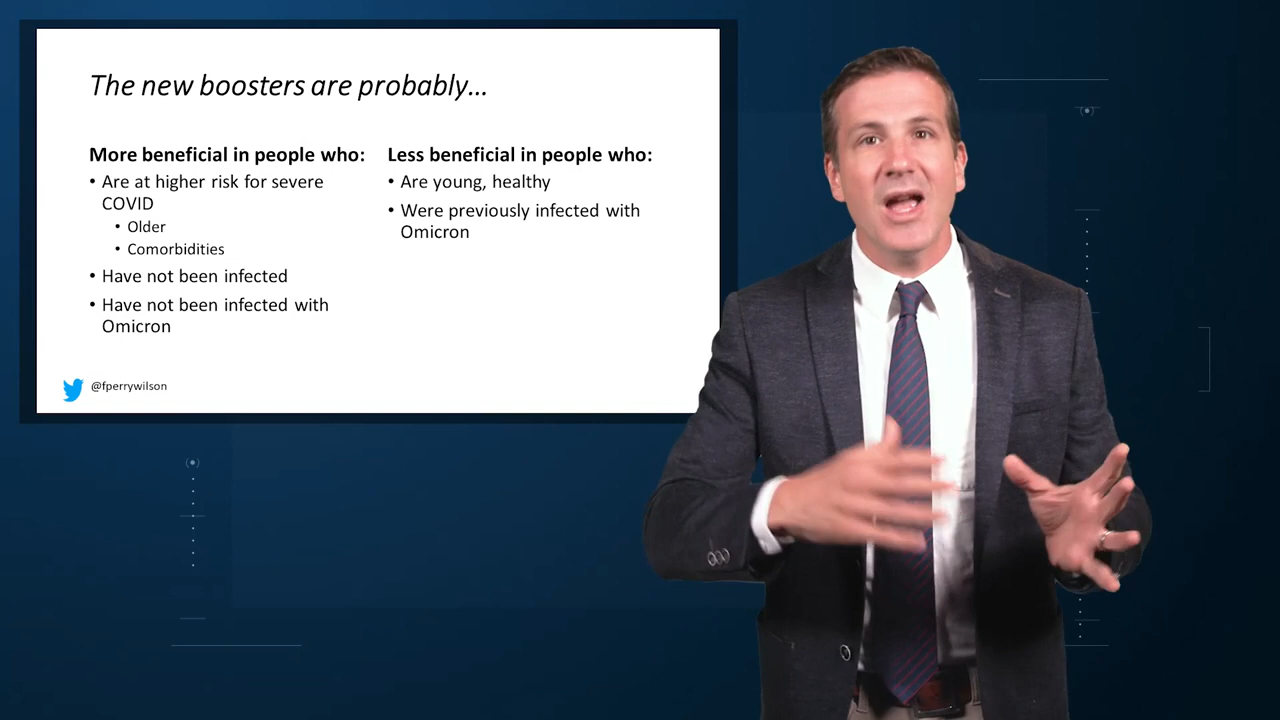 The new boosters are probably...
More beneficial in people who:
• Are at higher risk for severe
COVID
• Older
• Comorbidities
• Have not been infected
• Have not been infected with
Omicron
Less beneficial in people who:
• Are young, healthy
• Were previously infected with
Omicron
@fperrywilson